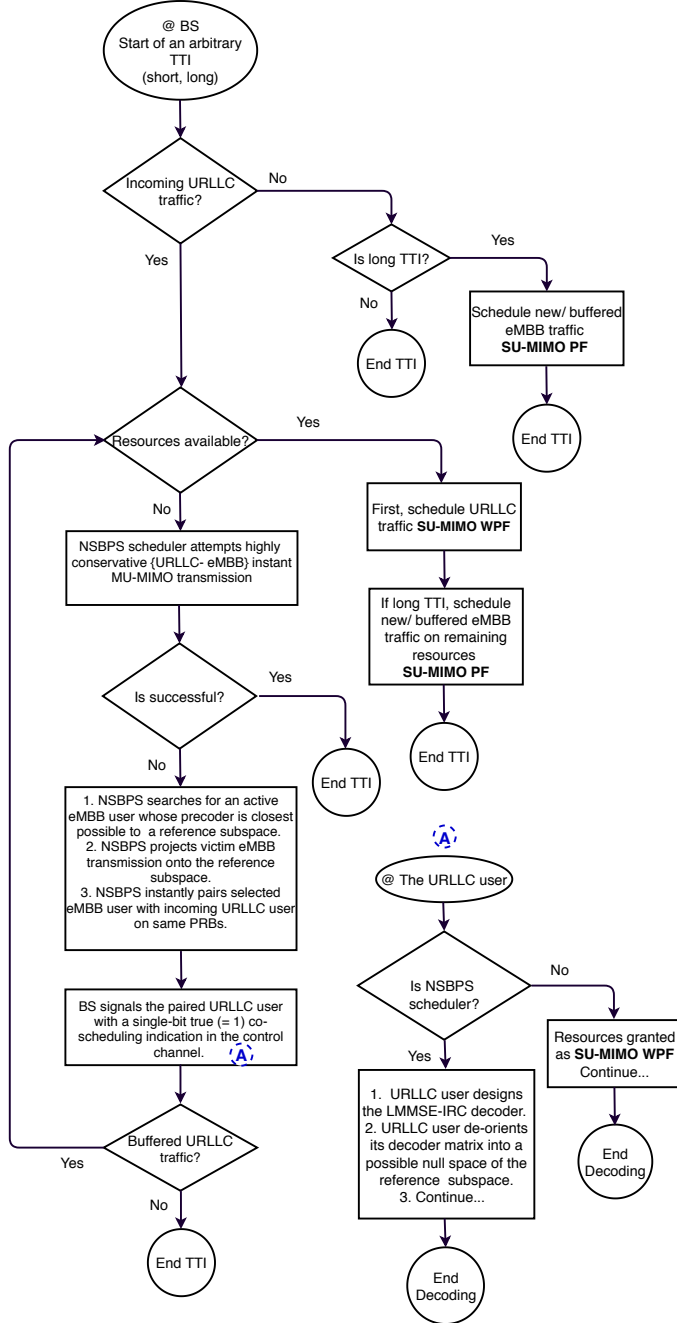 @ BS
Start of an arbitrary
TTI
(short, long)
Incoming URLLC
traffic?
No
Yes
Is long TTI?
Yes
No
Schedule new/ buffered
eMBB traffic
SU-MIMO PF
End TTI
End TTI
Resources available?
Yes
No
First, schedule URLLC
traffic SU-MIMO WPF
NSBPS scheduler attempts highly
conservative {URLLC- eMBB} instant
MU-MIMO transmission
If long TTI, schedule
new/ buffered eMBB
traffic on remaining
resources
SU-MIMO PF
Is successful?
Yes
No
End TTI
End TTI
1. NSBPS searches for an active
eMBB user whose precoder is closest
possible to a reference subspace.
2. NSBPS projects victim eMBB
transmission onto the reference
subspace.
3. NSBPS instantly pairs selected
eMBB user with incoming URLLC user
on same PRBs.
BS signals the paired URLLC user
with a single-bit true (= 1) co-
scheduling indication in the control
channel.
A
Buffered URLLC
traffic?
Yes
No
End TTI
A
@ The URLLC user
Is NSBPS
scheduler?
No
Yes
Resources granted
as SU-MIMO WPF
Continue...
1. URLLC user designs
the LMMSE-IRC decoder.
2. URLLC user de-orients
its decoder matrix into a
possible null space of the
reference subspace.
3. Continue...
End
Decoding
End
Decoding